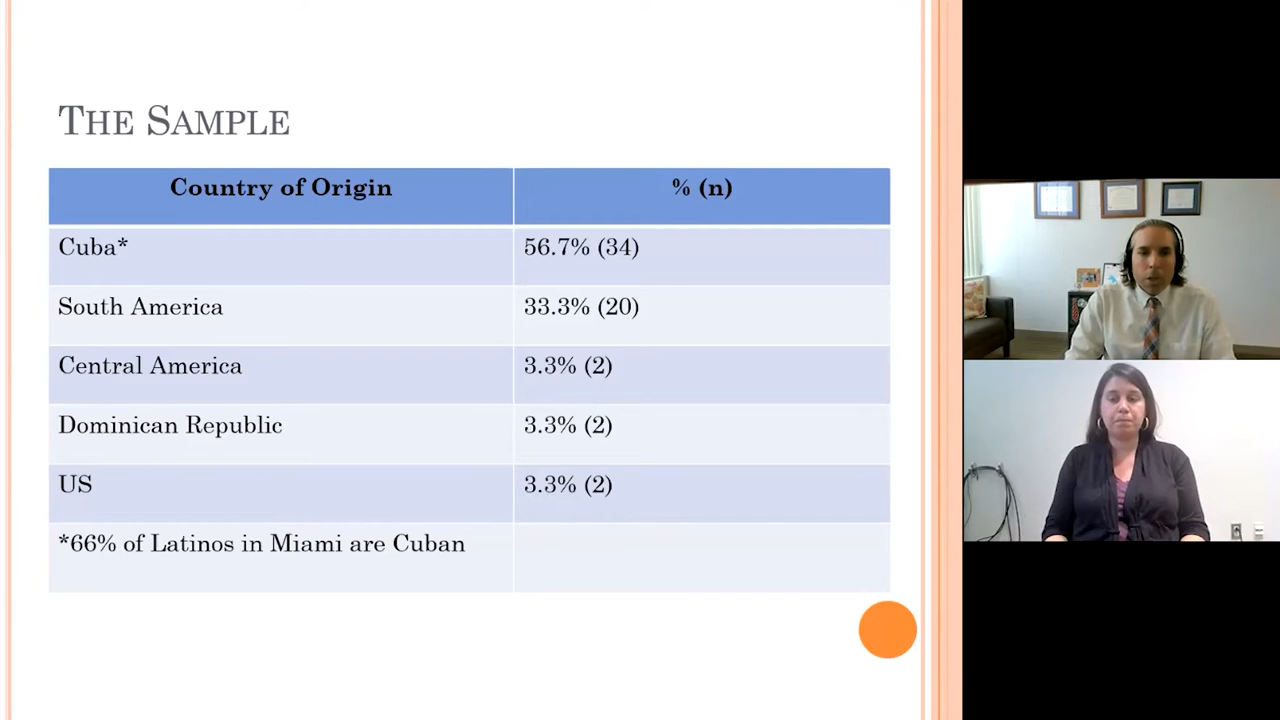 THE SAMPLE
Country of Origin % (n)
Cuba* 56.7% (34)
South America 33.3% (20)
Central America 3.3% (2)
Dominican Republic 3.3% (2)
US 3.3% (2)
*66% of Latinos in Miami are Cuban